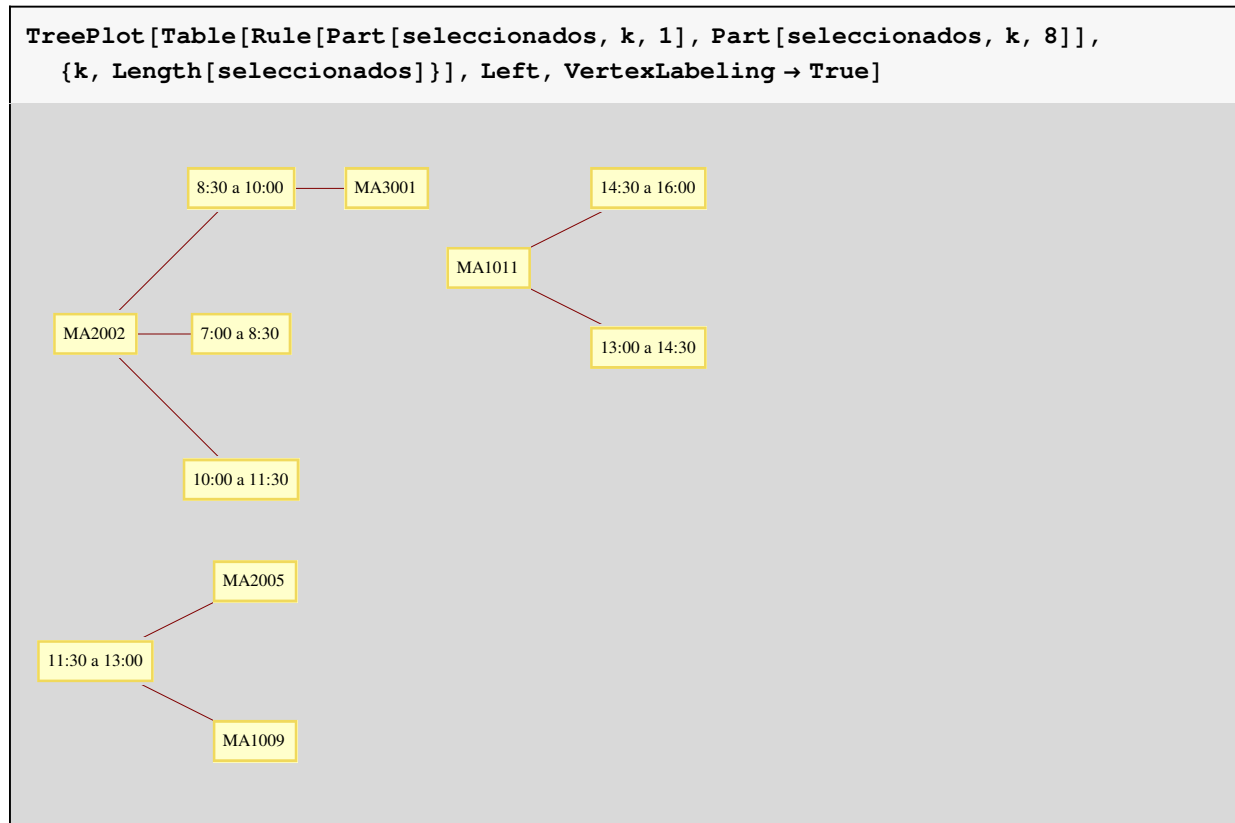 TreePlot[Table[Rule[Part[seleccionados, k, 1], Part[seleccionados, k, 8]],
{k, Length[seleccionados]}], Left, VertexLabeling → True]
8:30 a 10:00
MA3001
MA2002
7:00 a 8:30
10:00 a 11:30
14:30 a 16:00
MA1011
13:00 a 14:30
MA2005
11:30 a 13:00
MA1009